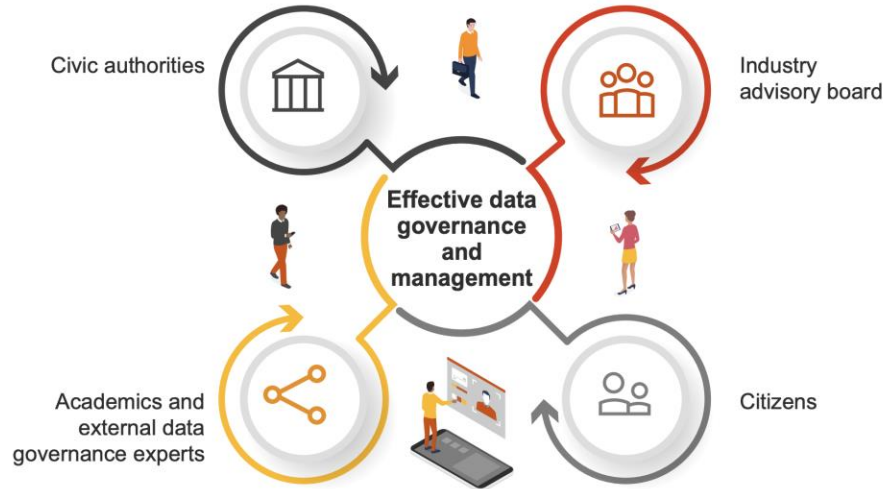 Civic authorities
Industry
advisory board
Effective data
governance
and
management
Academics and
external data
governance experts
Citizens